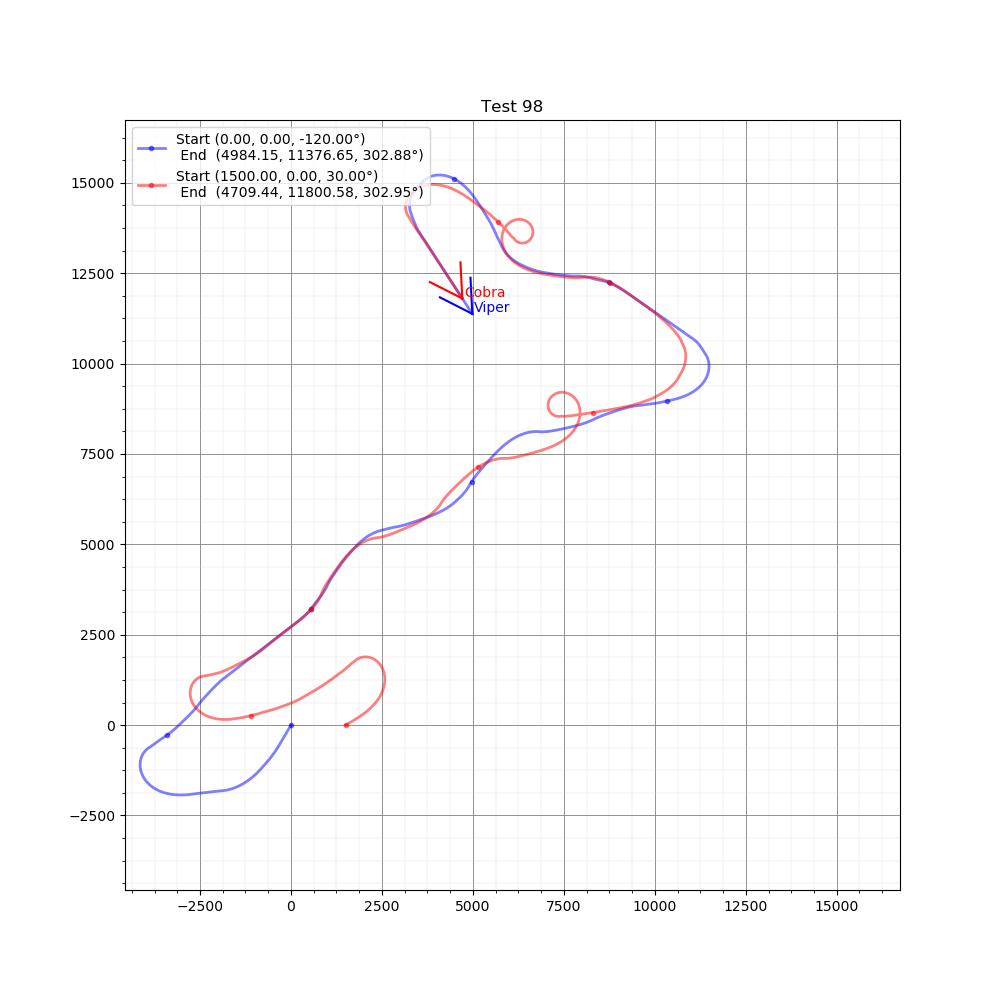 Test 98
Start (0.00, 0.00, -120.00°)
End (4984.15, 11376.65, 302.88°)
Start (1500.00, 0.00, 30.00°)
End (4709.44, 11800.58, 302.95°)
15000
12500
Cobra
Viper
10000
7500
5000
2500
0
−2500
−2500 0 2500 5000 7500 10000 12500 15000